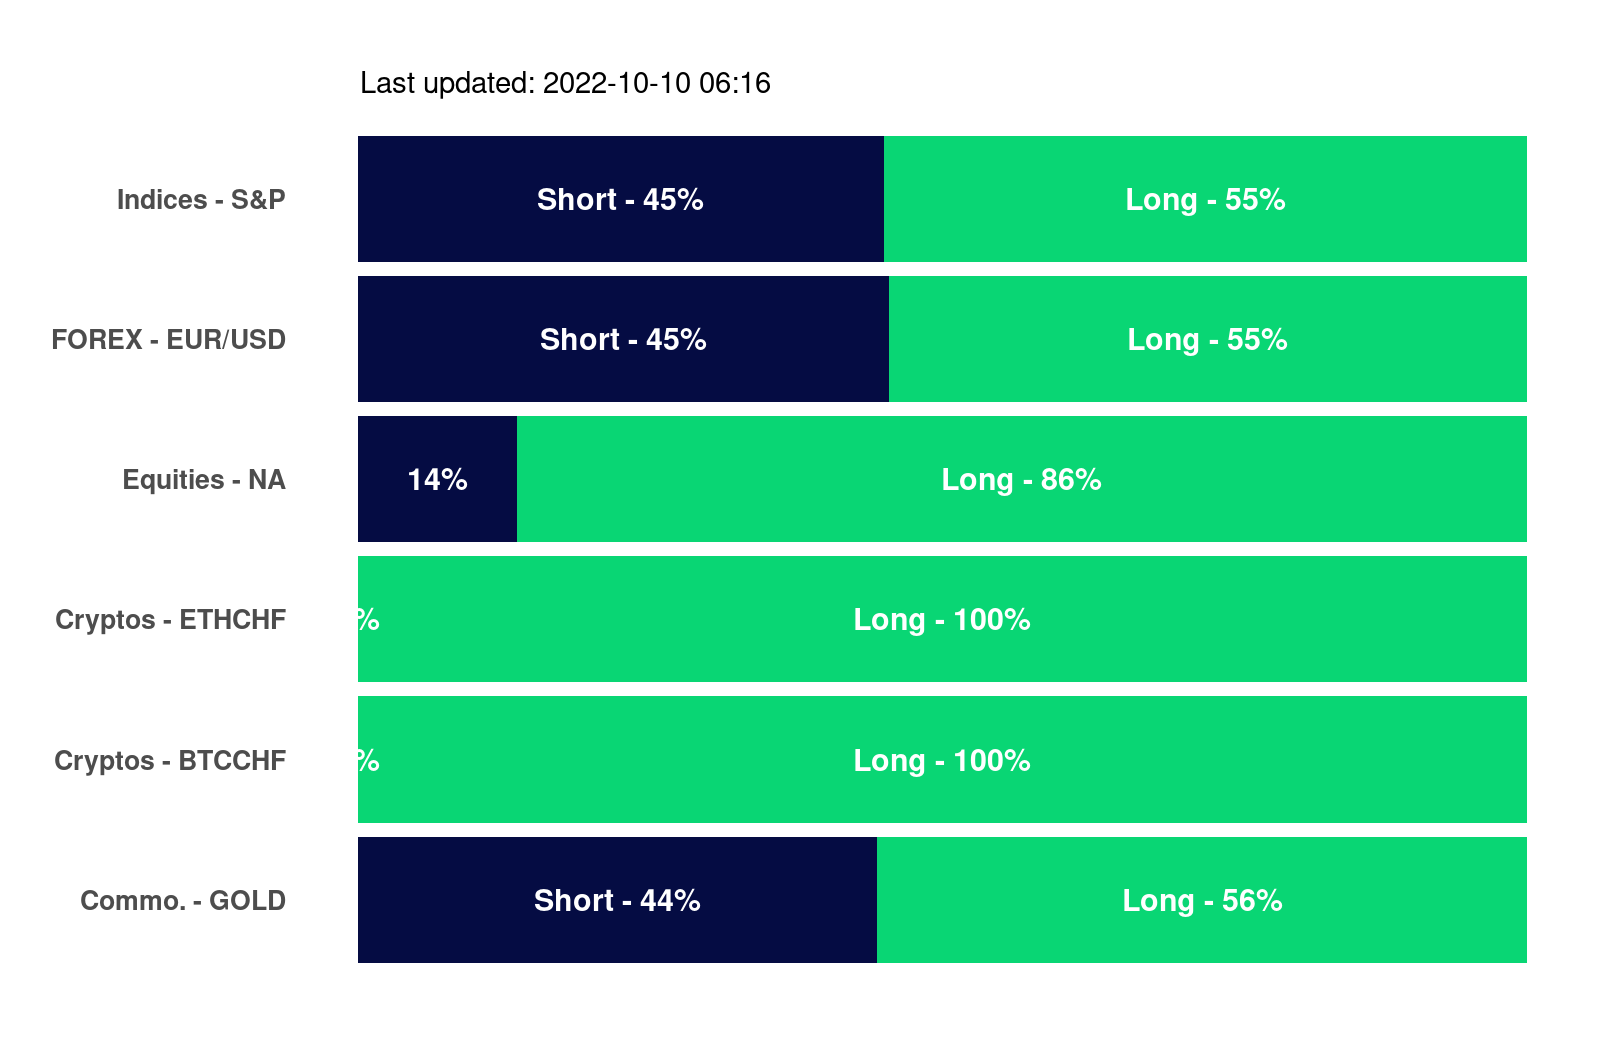 Last updated: 2022-10-10 06:16
Indices - S&P Short - 45% Long - 55%
FOREX - EUR/USD Short - 45% Long - 55%
Equities - NA 14% Long - 86%
Cryptos - ETHCHF % Long - 100%
Cryptos - BTCCHF % Long - 100%
Commo. - GOLD Short - 44% Long - 56%